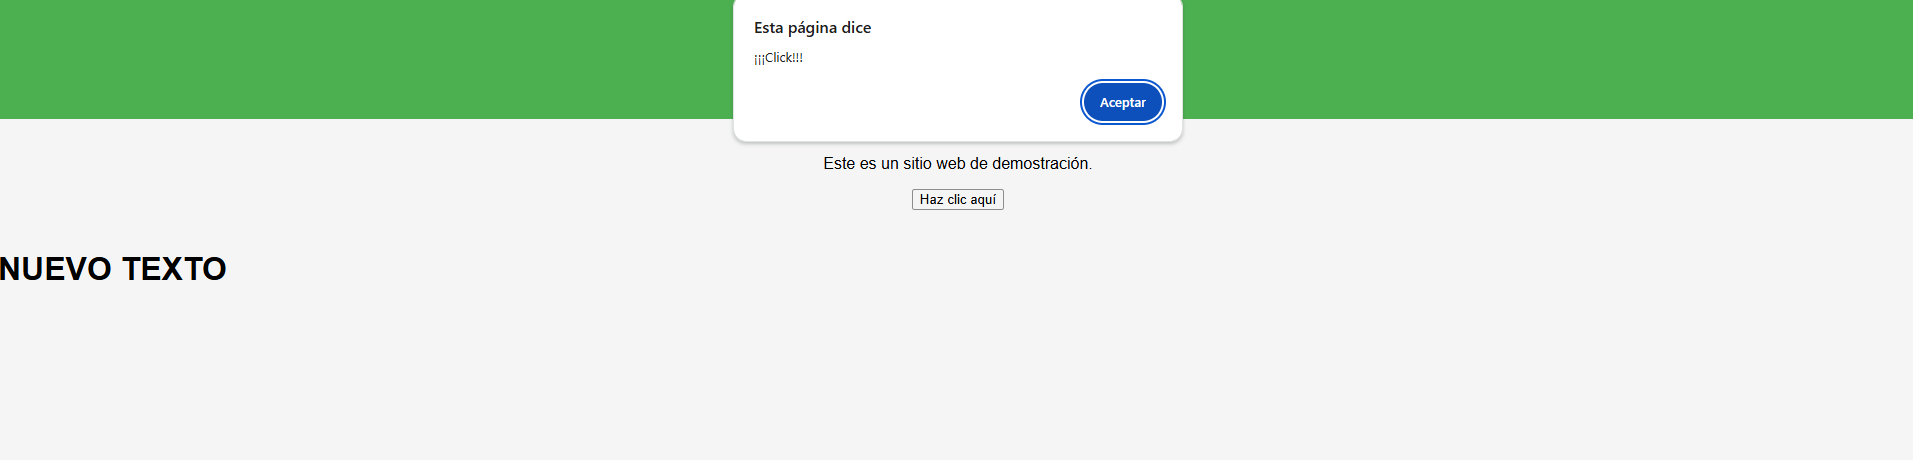 Esta página dice
¡¡¡Click!!!
Aceptar
Este es un sitio web de demostración.
Haz clic aquí
NUEVO TEXTO